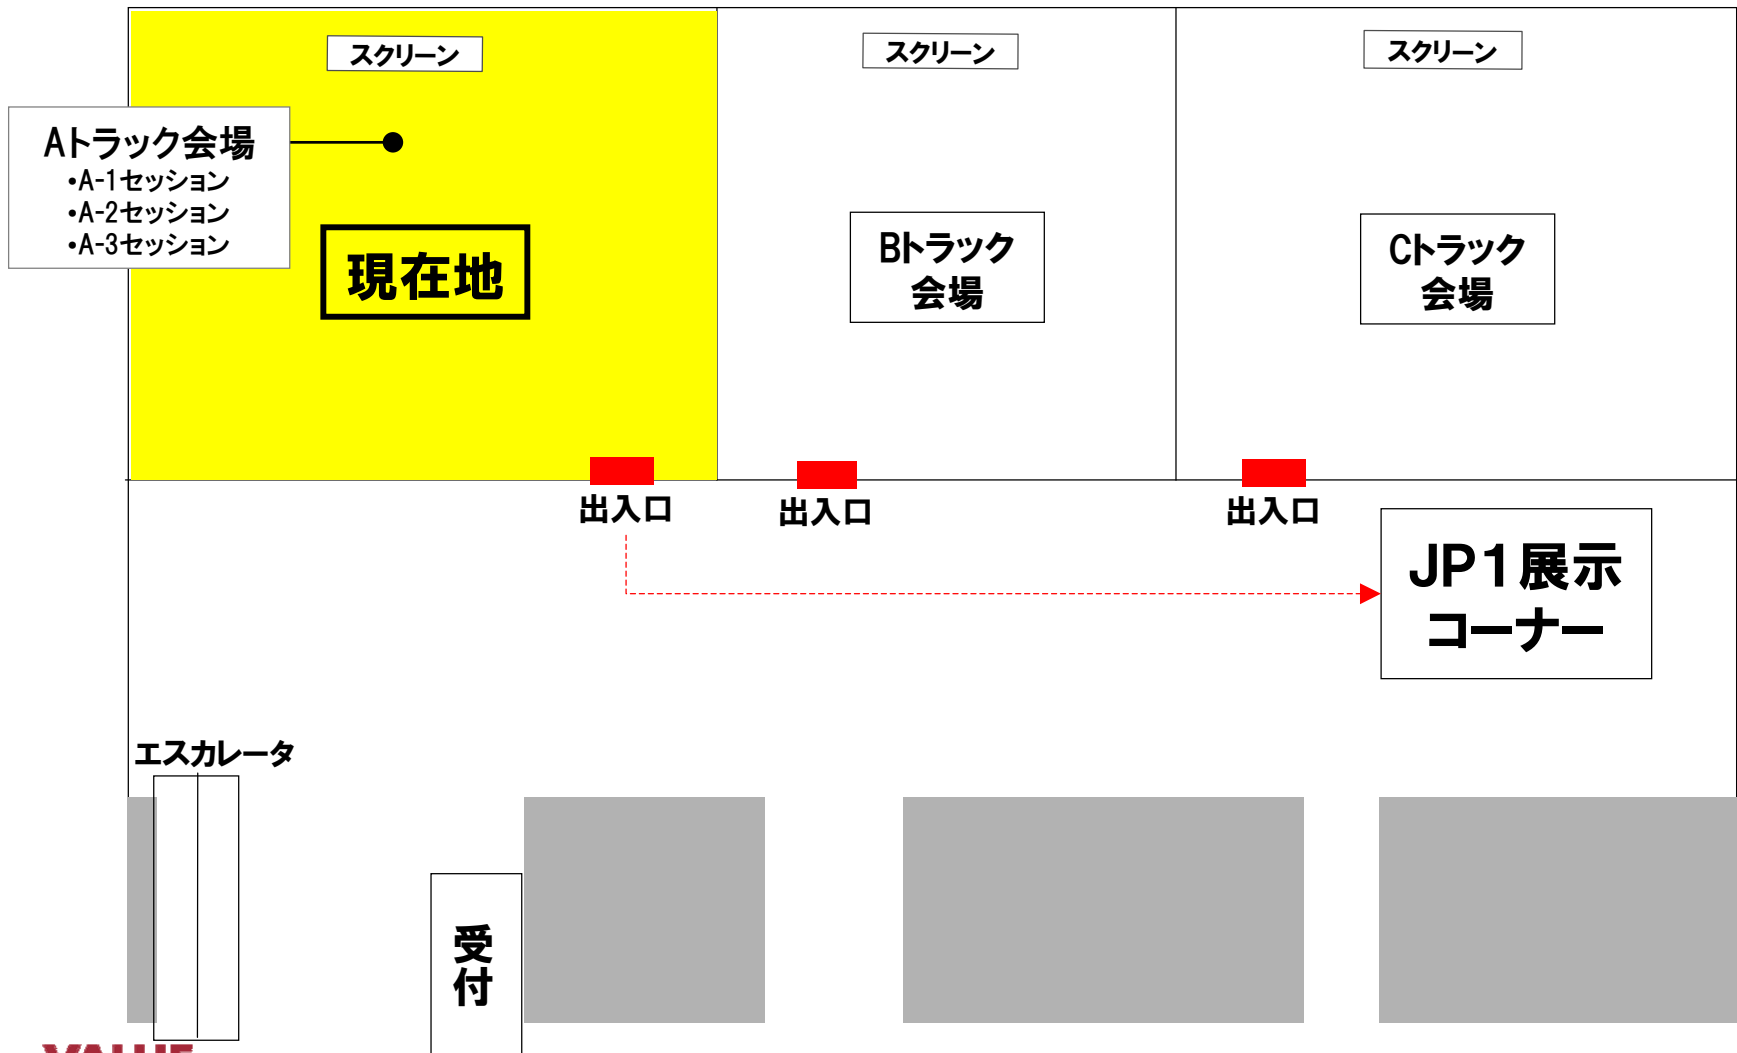 スクリーン
スクリーン
スクリーン
Aトラック会場
•A-1セッション
•A-2セッション
•A-3セッション
現在地
Bトラック
会場
Cトラック
会場
出入口
出入口
出入口
JP1展示
コーナー
エスカレータ
受付